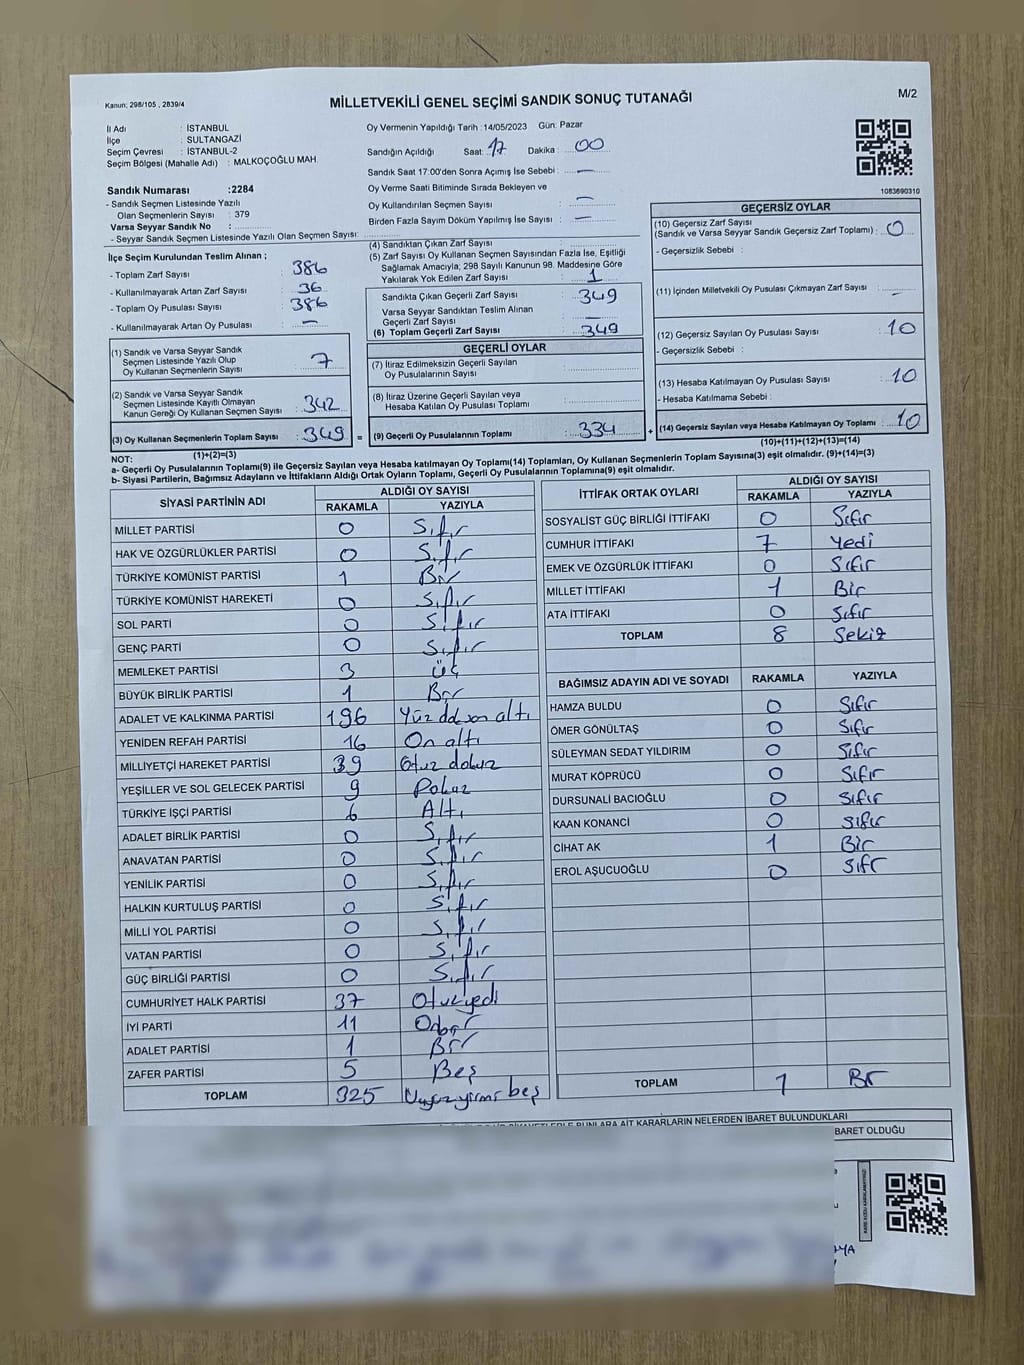 Kanun; 298/105 , 2839/4
MİLLETVEKİLİ GENEL SEÇİMİ SANDIK SONUÇ TUTANAĞI
M/2
İl Adı : İSTANBUL
İlçe : SULTANGAZİ
Seçim Çevresi : İSTANBUL-2
Seçim Bölgesi (Mahalle Adı) : MALKOÇOĞLU MAH.
Oy Vermenin Yapıldığı Tarih :14/05/2023 Gün: Pazar
Sandığın Açıldığı Saat: 17 Dakika: 00
Sandık Saat 17:00'den Sonra Açımış İse Sebebi : —
Oy Verme Saati Bitiminde Sırada Bekleyen ve
Oy Kullandırılan Seçmen Sayısı : —
Birden Fazla Sayım Döküm Yapılmış İse Sayısı : —
1083690310
Sandık Numarası :2284
- Sandık Seçmen Listesinde Yazılı
Olan Seçmenlerin Sayısı : 379
Varsa Seyyar Sandık No :
- Seyyar Sandık Seçmen Listesinde Yazılı Olan Seçmen Sayısı:
İlçe Seçim Kurulundan Teslim Alınan ;
- Toplam Zarf Sayısı : 386
- Kullanılmayarak Artan Zarf Sayısı : 36
- Toplam Oy Pusulası Sayısı : 386
- Kullanılmayarak Artan Oy Pusulası : —
(1) Sandık ve Varsa Seyyar Sandık
Seçmen Listesinde Yazılı Olup
Oy Kullanan Seçmenlerin Sayısı : 7
(2) Sandık ve Varsa Seyyar Sandık
Seçmen Listesinde Kayıtlı Olmayan
Kanun Gereği Oy Kullanan Seçmen Sayısı : 342
(3) Oy Kullanan Seçmenlerin Toplam Sayısı : 349
(1)+(2)=(3)
(4) Sandıktan Çıkan Zarf Sayısı :
(5) Zarf Sayısı Oy Kullanan Seçmen Sayısından Fazla İse, Eşitliği
Sağlamak Amacıyla; 298 Sayılı Kanunun 98. Maddesine Göre
Yakılarak Yok Edilen Zarf Sayısı : 1
Sandıkta Çıkan Geçerli Zarf Sayısı : 349
Varsa Seyyar Sandıktan Teslim Alınan
Geçerli Zarf Sayısı : —
(6) Toplam Geçerli Zarf Sayısı : 349
GEÇERLİ OYLAR
(7) İtiraz Edilmeksizin Geçerli Sayılan
Oy Pusulalarının Sayısı :
(8) İtiraz Üzerine Geçerli Sayılan veya
Hesaba Katılan Oy Pusulası Toplamı :
= (9) Geçerli Oy Pusulalarının Toplamı : 334 +
GEÇERSİZ OYLAR
(10) Geçersiz Zarf Sayısı
(Sandık ve Varsa Seyyar Sandık Geçersiz Zarf Toplamı) : 0
- Geçersizlik Sebebi :
(11) İçinden Milletvekili Oy Pusulası Çıkmayan Zarf Sayısı : —
(12) Geçersiz Sayılan Oy Pusulası Sayısı : 10
- Geçersizlik Sebebi :
(13) Hesaba Katılmayan Oy Pusulası Sayısı : 10
- Hesaba Katılmama Sebebi :
(14) Geçersiz Sayılan veya Hesaba Katılmayan Oy Toplamı : 10
(10)+(11)+(12)+(13)=(14)
NOT:
a- Geçerli Oy Pusulalarının Toplamı(9) ile Geçersiz Sayılan veya Hesaba katılmayan Oy Toplamı(14) Toplamları, Oy Kullanan Seçmenlerin Toplam Sayısına(3) eşit olmalıdır. (9)+(14)=(3)
b- Siyasi Partilerin, Bağımsız Adayların ve İttifakların Aldığı Ortak Oyların Toplamı, Geçerli Oy Pusulalarının Toplamına(9) eşit olmalıdır.
SİYASİ PARTİNİN ADI ALDIĞI OY SAYISI
RAKAMLA YAZIYLA
MİLLET PARTİSİ 0 Sıfır
HAK VE ÖZGÜRLÜKLER PARTİSİ 0 Sıfır
TÜRKİYE KOMÜNİST PARTİSİ 1 Bir
TÜRKİYE KOMÜNİST HAREKETİ 0 Sıfır
SOL PARTİ 0 Sıfır
GENÇ PARTİ 0 Sıfır
MEMLEKET PARTİSİ 3 üç
BÜYÜK BİRLİK PARTİSİ 1 Bir
ADALET VE KALKINMA PARTİSİ 196 Yüz doksan altı
YENİDEN REFAH PARTİSİ 16 On altı
MİLLİYETÇİ HAREKET PARTİSİ 39 Otuz dokuz
YEŞİLLER VE SOL GELECEK PARTİSİ 9 Dokuz
TÜRKİYE İŞÇİ PARTİSİ 6 Altı
ADALET BİRLİK PARTİSİ 0 Sıfır
ANAVATAN PARTİSİ 0 Sıfır
YENİLİK PARTİSİ 0 Sıfır
HALKIN KURTULUŞ PARTİSİ 0 Sıfır
MİLLİ YOL PARTİSİ 0 Sıfır
VATAN PARTİSİ 0 Sıfır
GÜÇ BİRLİĞİ PARTİSİ 0 Sıfır
CUMHURİYET HALK PARTİSİ 37 Otuzyedi
İYİ PARTİ 11 Onbir
ADALET PARTİSİ 1 Bir
ZAFER PARTİSİ 5 Beş
TOPLAM 325 Üçyüzyirmi beş
İTTİFAK ORTAK OYLARI ALDIĞI OY SAYISI
RAKAMLA YAZIYLA
SOSYALİST GÜÇ BİRLİĞİ İTTİFAKI 0 Sıfır
CUMHUR İTTİFAKI 7 Yedi
EMEK VE ÖZGÜRLÜK İTTİFAKI 0 Sıfır
MİLLET İTTİFAKI 1 Bir
ATA İTTİFAKI 0 Sıfır
TOPLAM 8 Sekiz
BAĞIMSIZ ADAYIN ADI VE SOYADI RAKAMLA YAZIYLA
HAMZA BULDU 0 Sıfır
ÖMER GÖNÜLTAŞ 0 Sıfır
SÜLEYMAN SEDAT YILDIRIM 0 Sıfır
MURAT KÖPRÜCÜ 0 Sıfır
DURSUNALİ BACIOĞLU 0 Sıfır
KAAN KONANCİ 0 Sıfır
CİHAT AK 1 Bir
EROL AŞUCUOĞLU 0 Sıfr
TOPLAM 1 Bir
BUNLARA AİT KARARLARIN NELERDEN İBARET BULUNDUKLARI
BARET OLDUĞU